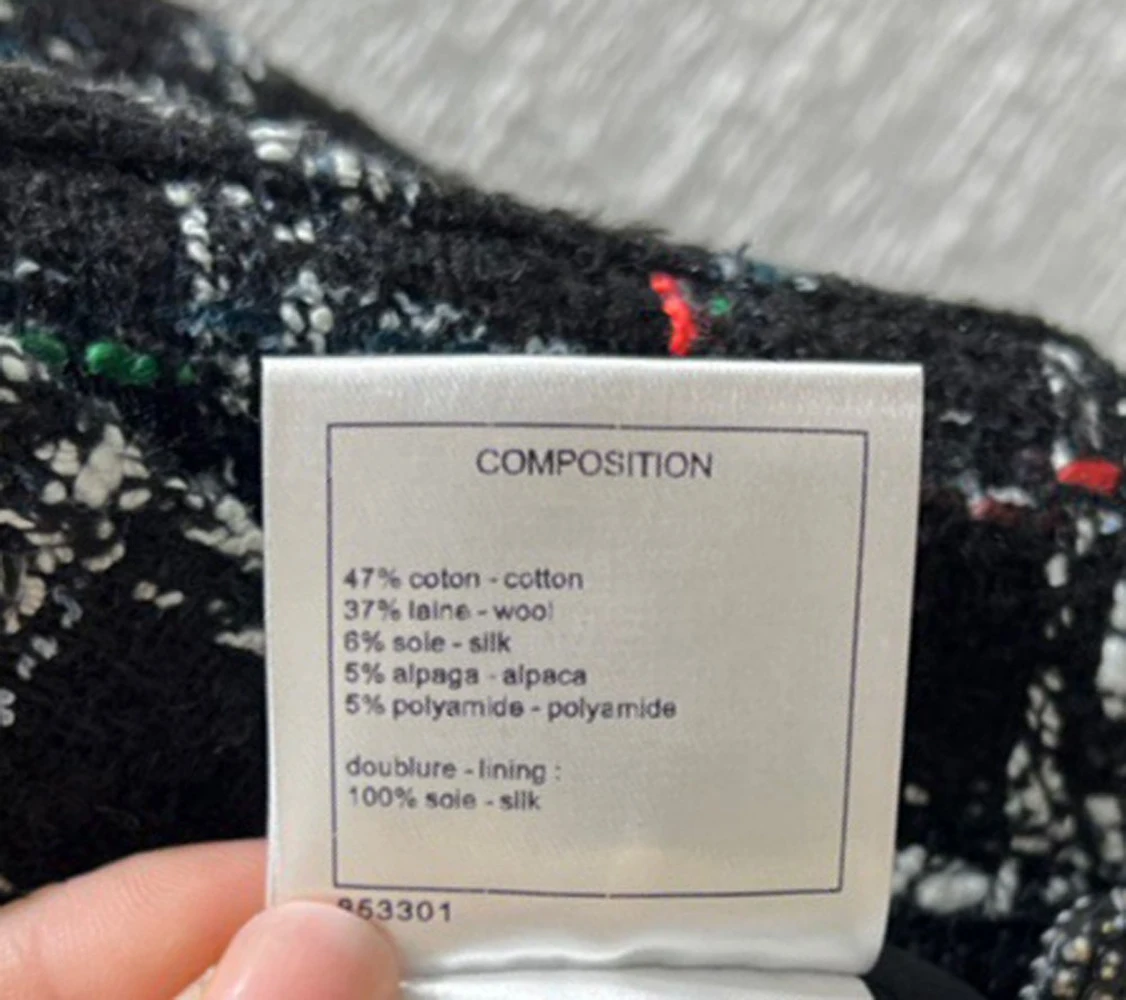 COMPOSITION
47% coton - cotton
37% laine - wool
6% soie - silk
5% alpaga - alpaca
5% polyamide - polyamide
doublure - lining :
100% soie - silk
853301